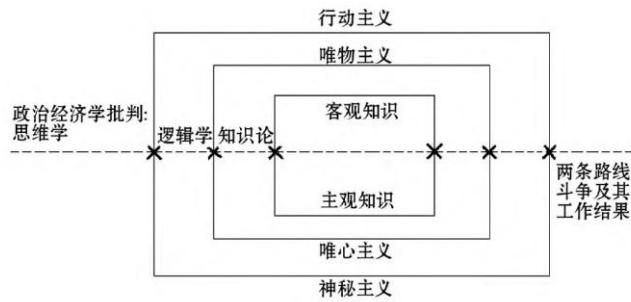 行动主义
唯物主义
客观知识
政治经济学批判:
思维学
逻辑学 知识论
主观知识
两条路线
斗争及其
工作结果
唯心主义
神秘主义